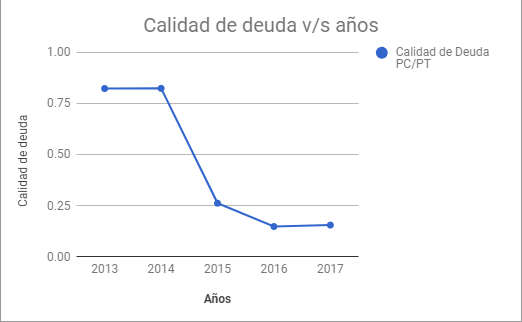 Calidad de deuda v/s años
1.00
0.75
0.50
0.25
0.00
Calidad de deuda
2013 2014 2015 2016 2017
Años
Calidad de Deuda
PC/PT